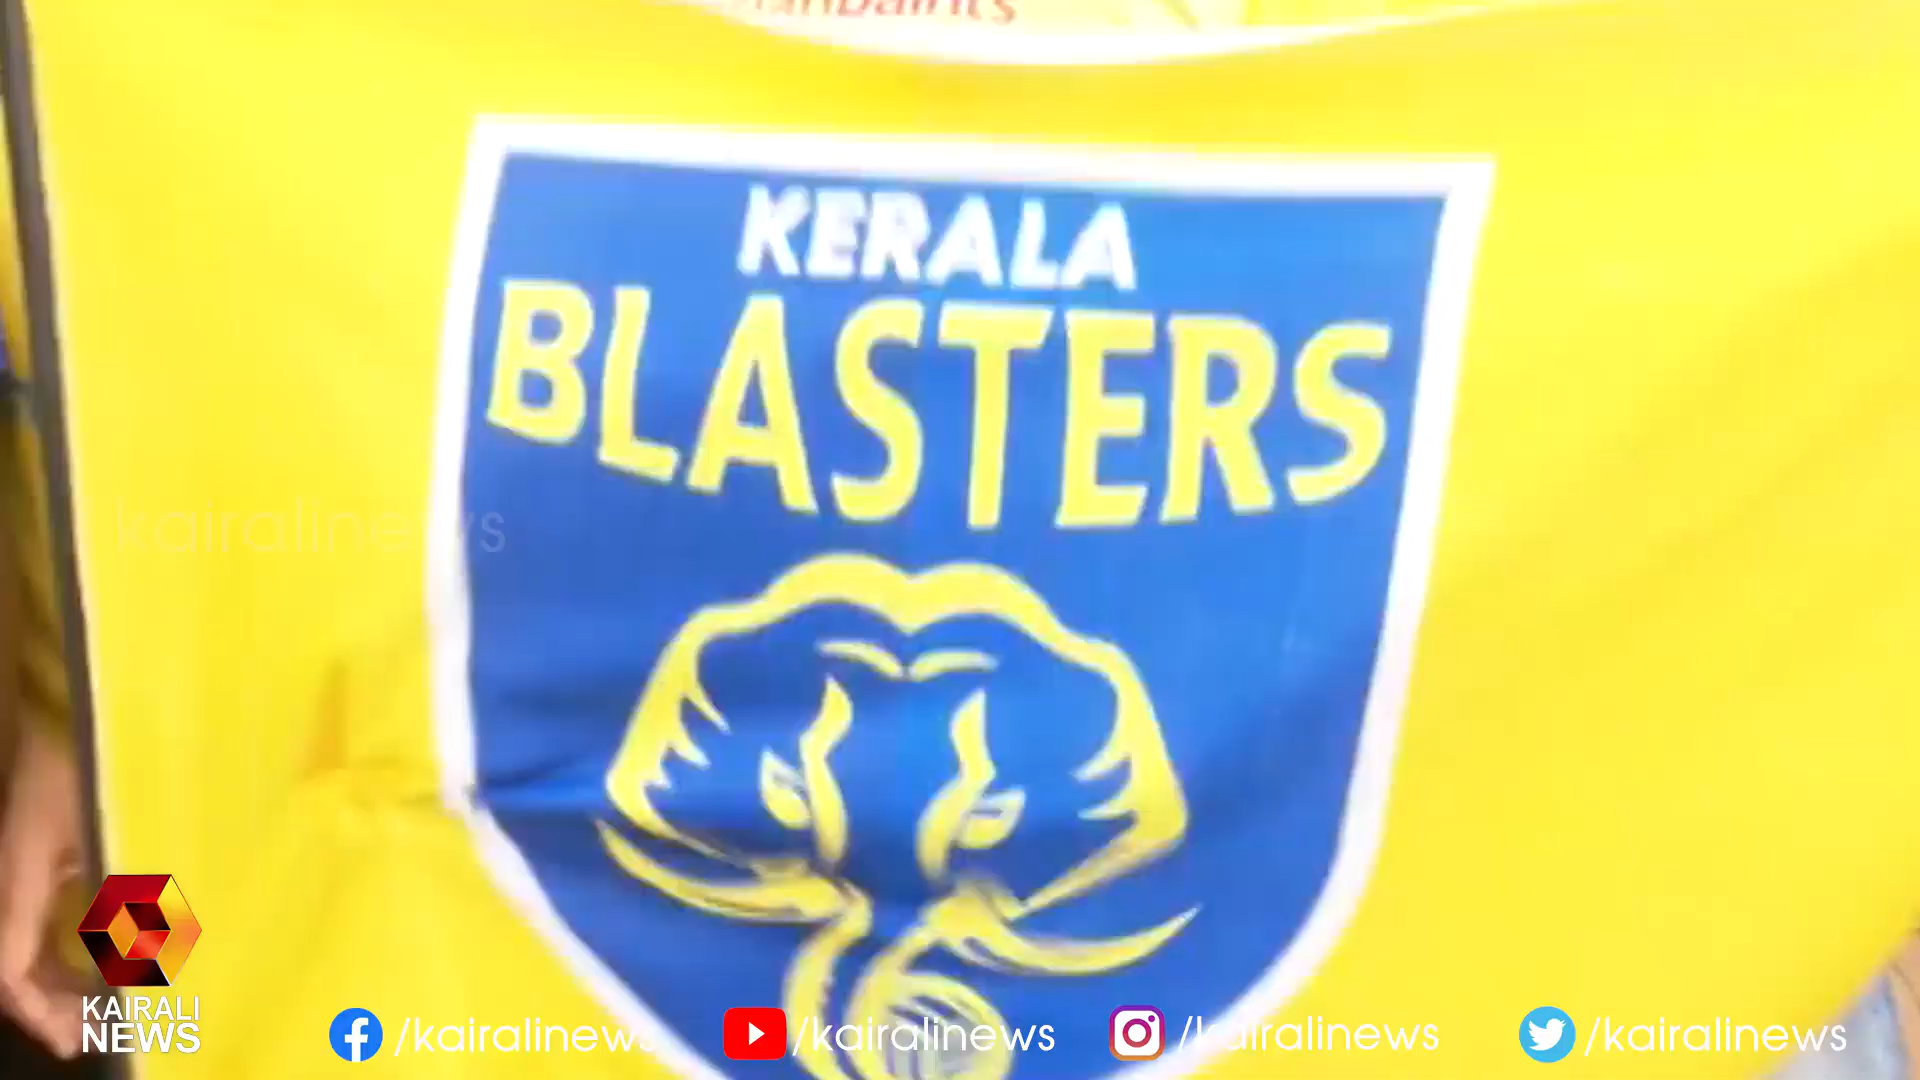 KERALA
BLASTERS
kairalinews
KAIRALI
NEWS
/kairalinews
/kairalinews
/kairalinews
/kairalinews